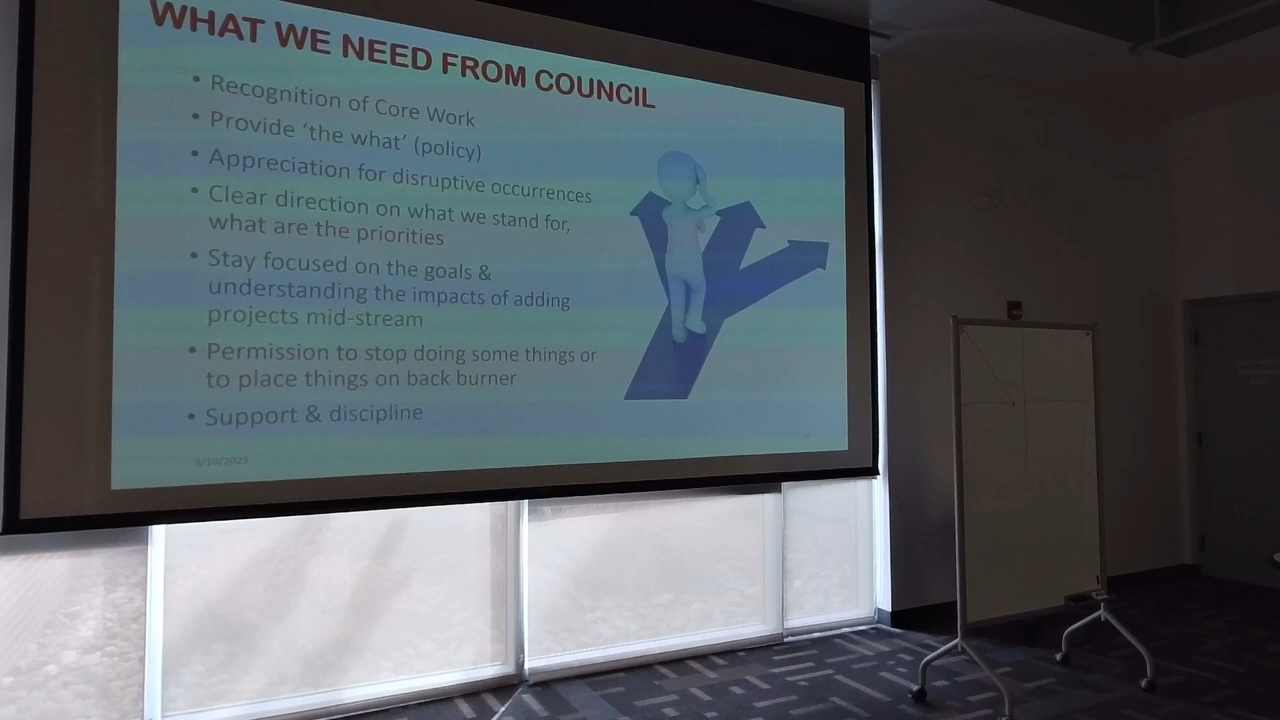 WHAT WE NEED FROM COUNCIL
• Recognition of Core Work
• Provide ‘the what’ (policy)
• Appreciation for disruptive occurrences
• Clear direction on what we stand for,
what are the priorities
• Stay focused on the goals &
understanding the impacts of adding
projects mid-stream
• Permission to stop doing some things or
to place things on back burner
• Support & discipline